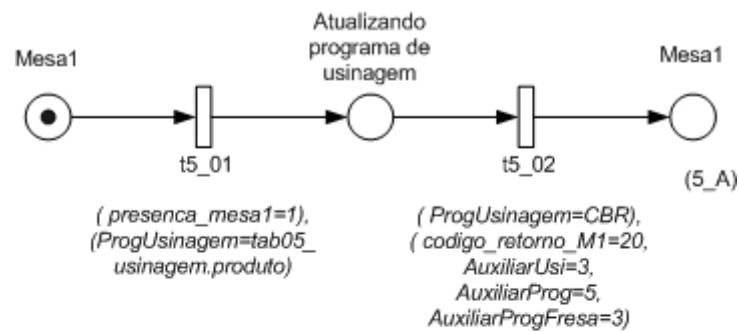 Atualizando
programa de
usinagem
Mesa1
Mesa1
t5_01
t5_02
(5_A)
( presenca_mesa1=1),
(ProgUsinagem=tab05_
usinagem.produto)
( ProgUsinagem=CBR),
( codigo_retorno_M1=20,
AuxiliarUsi=3,
AuxiliarProg=5,
AuxiliarProgFresa=3)